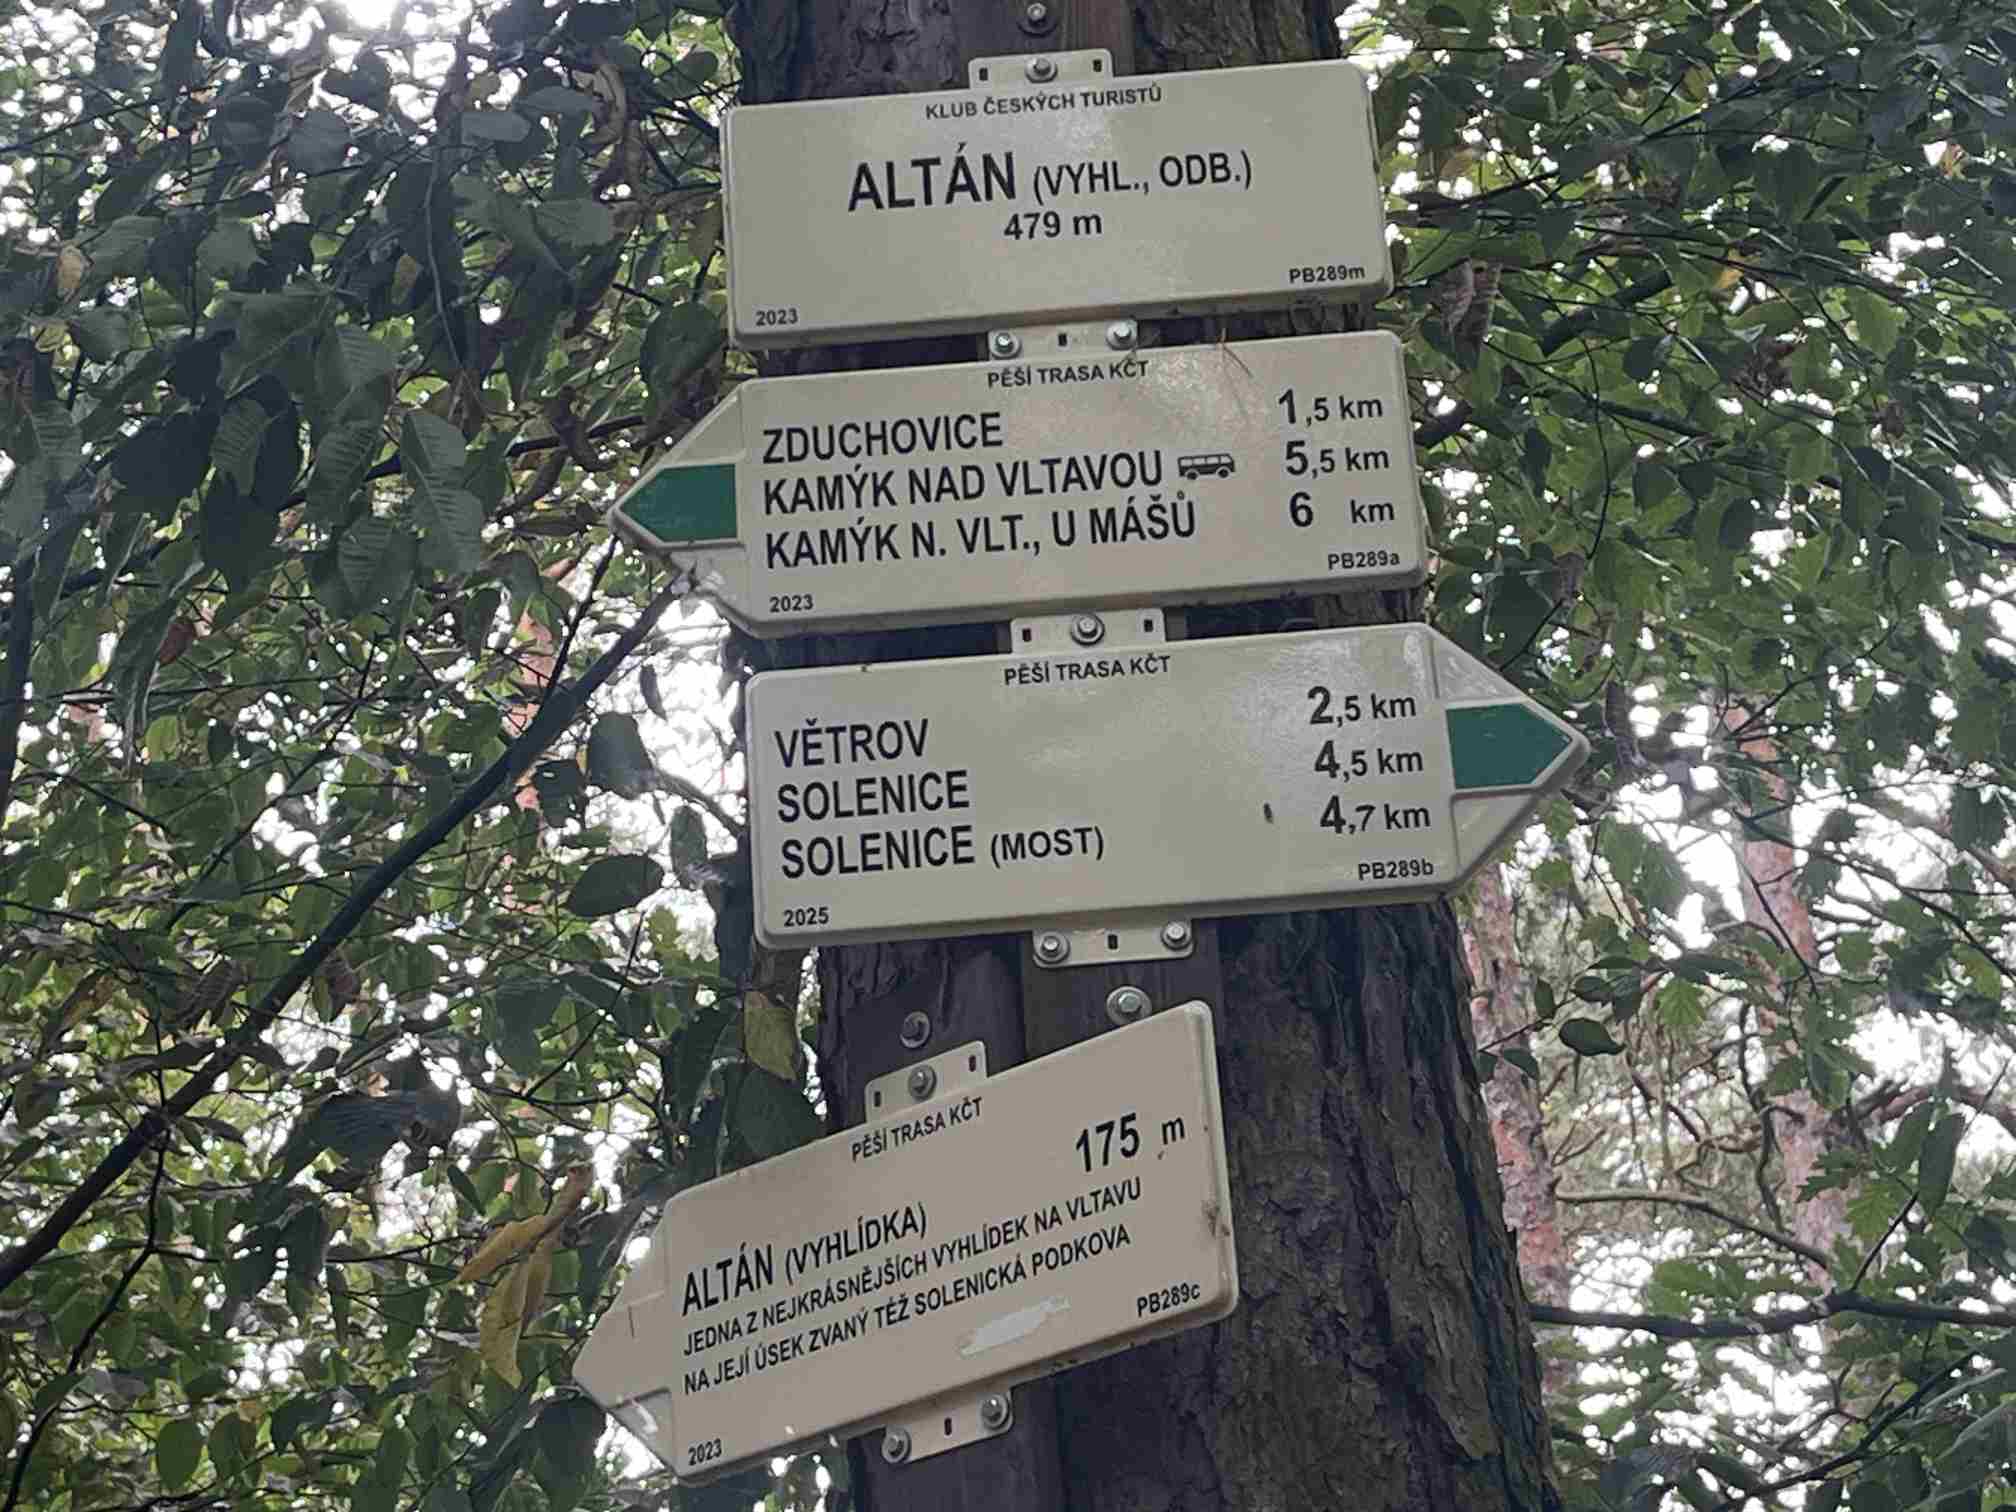 KLUB ČESKÝCH TURISTŮ
ALTÁN (VYHL., ODB.)
479 m
PB289m
2023
PĚŠÍ TRASA KČT
ZDUCHOVICE 1,5 km
KAMÝK NAD VLTAVOU 5,5 km
KAMÝK N. VLT., U MÁŠŮ 6 km
PB289a
2023
PĚŠÍ TRASA KČT
VĚTROV 2,5 km
SOLENICE 4,5 km
SOLENICE (MOST) 4,7 km
PB289b
2025
PĚŠÍ TRASA KČT
ALTÁN (VYHLÍDKA) 175 m
JEDNA Z NEJKRÁSNĚJŠÍCH VYHLÍDEK NA VLTAVU
NA JEJÍ ÚSEK ZVANÝ TÉŽ SOLENICKÁ PODKOVA
PB289c
2023